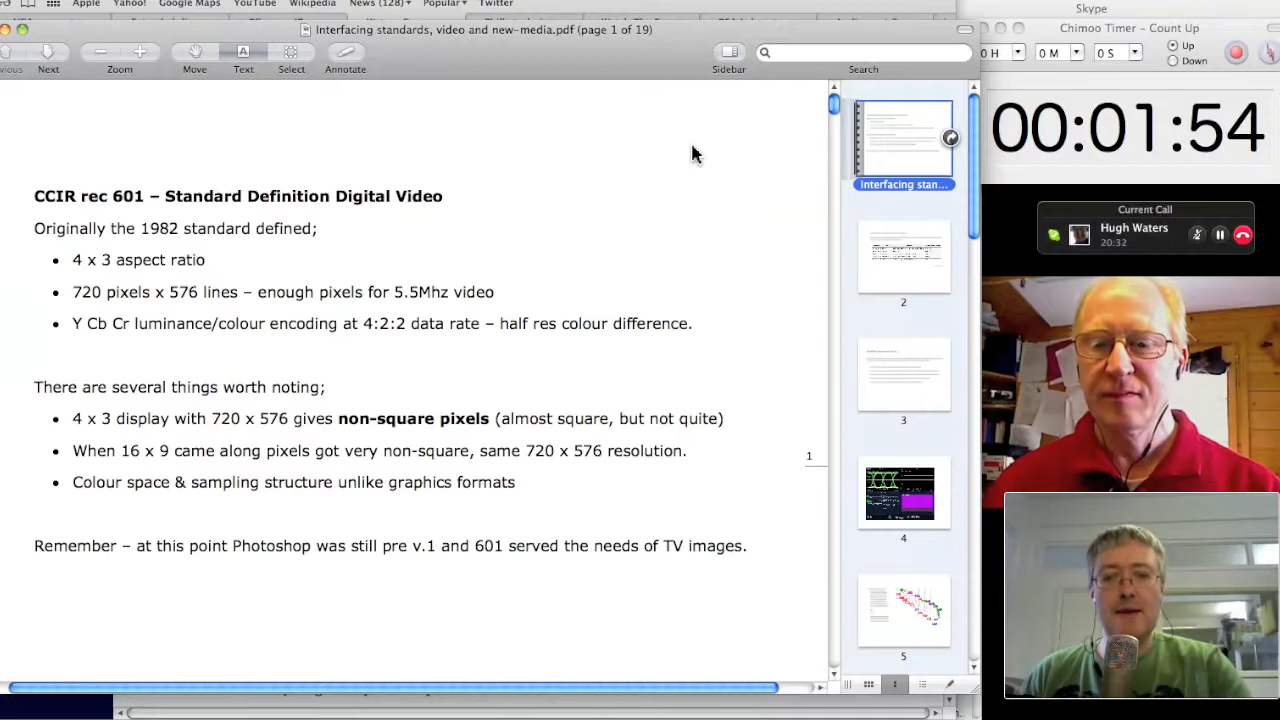 Apple Yahoo! Google Maps YouTube Wikipedia News (128) Popular Twitter
Skype
Interfacing standards, video and new-media.pdf (page 1 of 19)
Chimoo Timer – Count Up
0 H 0 M 0 S Up
Down
vious Next Zoom Move Text Select Annotate Sidebar Search
00:01:54
Interfacing stan...
Current Call
Hugh Waters
20:32
CCIR rec 601 – Standard Definition Digital Video
Originally the 1982 standard defined;
• 4 x 3 aspect ratio
• 720 pixels x 576 lines – enough pixels for 5.5Mhz video
• Y Cb Cr luminance/colour encoding at 4:2:2 data rate – half res colour difference.
There are several things worth noting;
• 4 x 3 display with 720 x 576 gives non-square pixels (almost square, but not quite)
• When 16 x 9 came along pixels got very non-square, same 720 x 576 resolution.
• Colour space & sampling structure unlike graphics formats
Remember – at this point Photoshop was still pre v.1 and 601 served the needs of TV images.
1
2
3
4
5